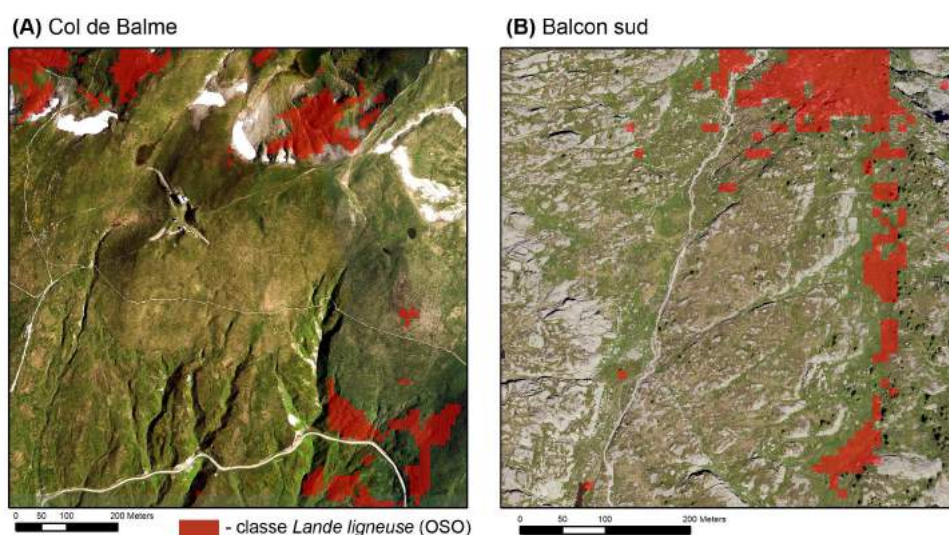 (A) Col de Balme
(B) Balcon sud
0 50 100 200 Meters
- classe Lande ligneuse (OSO)
0 50 100 200 Meters